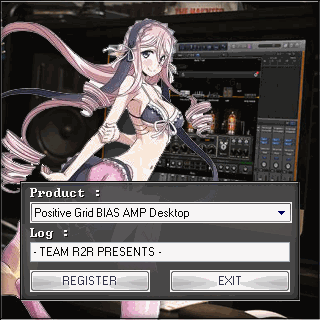 Product :
Positive Grid BIAS AMP Desktop
Log :
- TEAM R2R PRESENTS -
REGISTER
EXIT